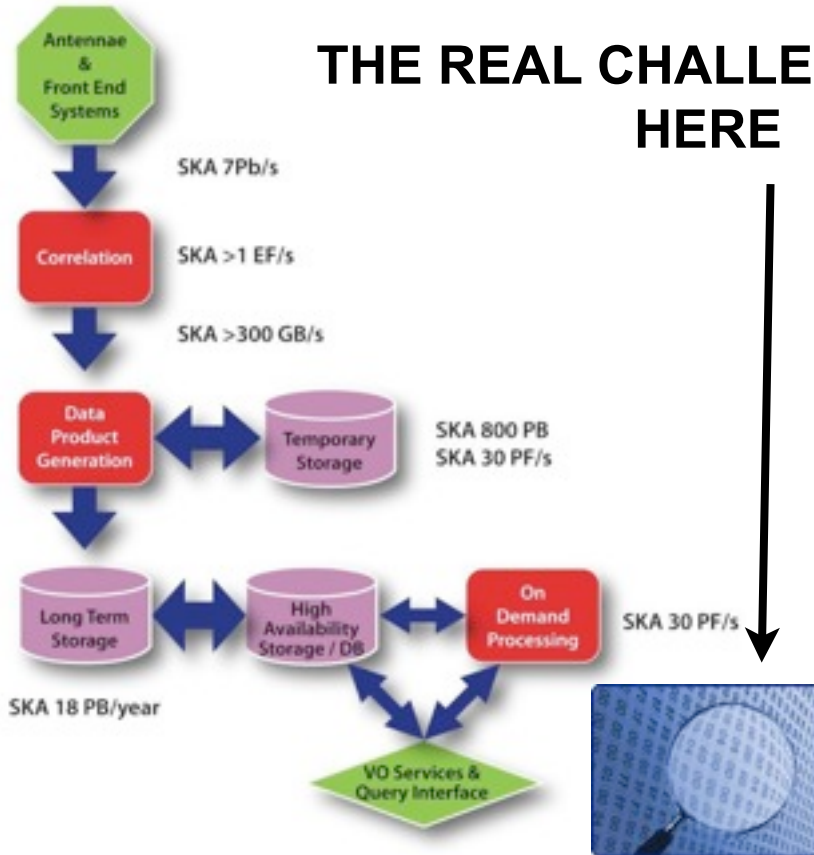 Antennae
&
Front End
Systems
THE REAL CHALLE
HERE
SKA 7Pb/s
Correlation
SKA >1 EF/s
SKA >300 GB/s
Data
Product
Generation
Temporary
Storage
SKA 800 PB
SKA 30 PF/s
Long Term
Storage
High
Availability
Storage / DB
On
Demand
Processing
SKA 30 PF/s
SKA 18 PB/year
VO Services &
Query Interface